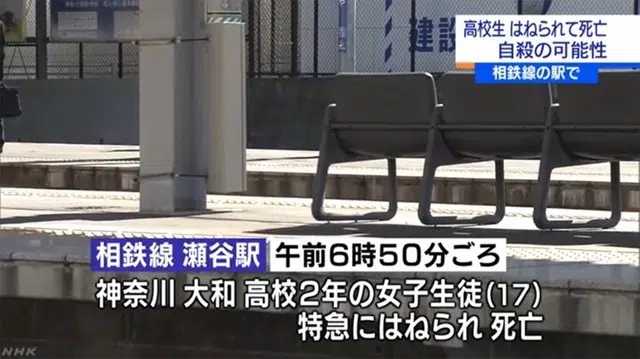 高校生 はねられて死亡
自殺の可能性
相鉄線の駅で
建設
相鉄線 瀬谷駅
午前6時50分ごろ
神奈川 大和 高校2年の女子生徒(17)
特急にはねられ 死亡
NHK